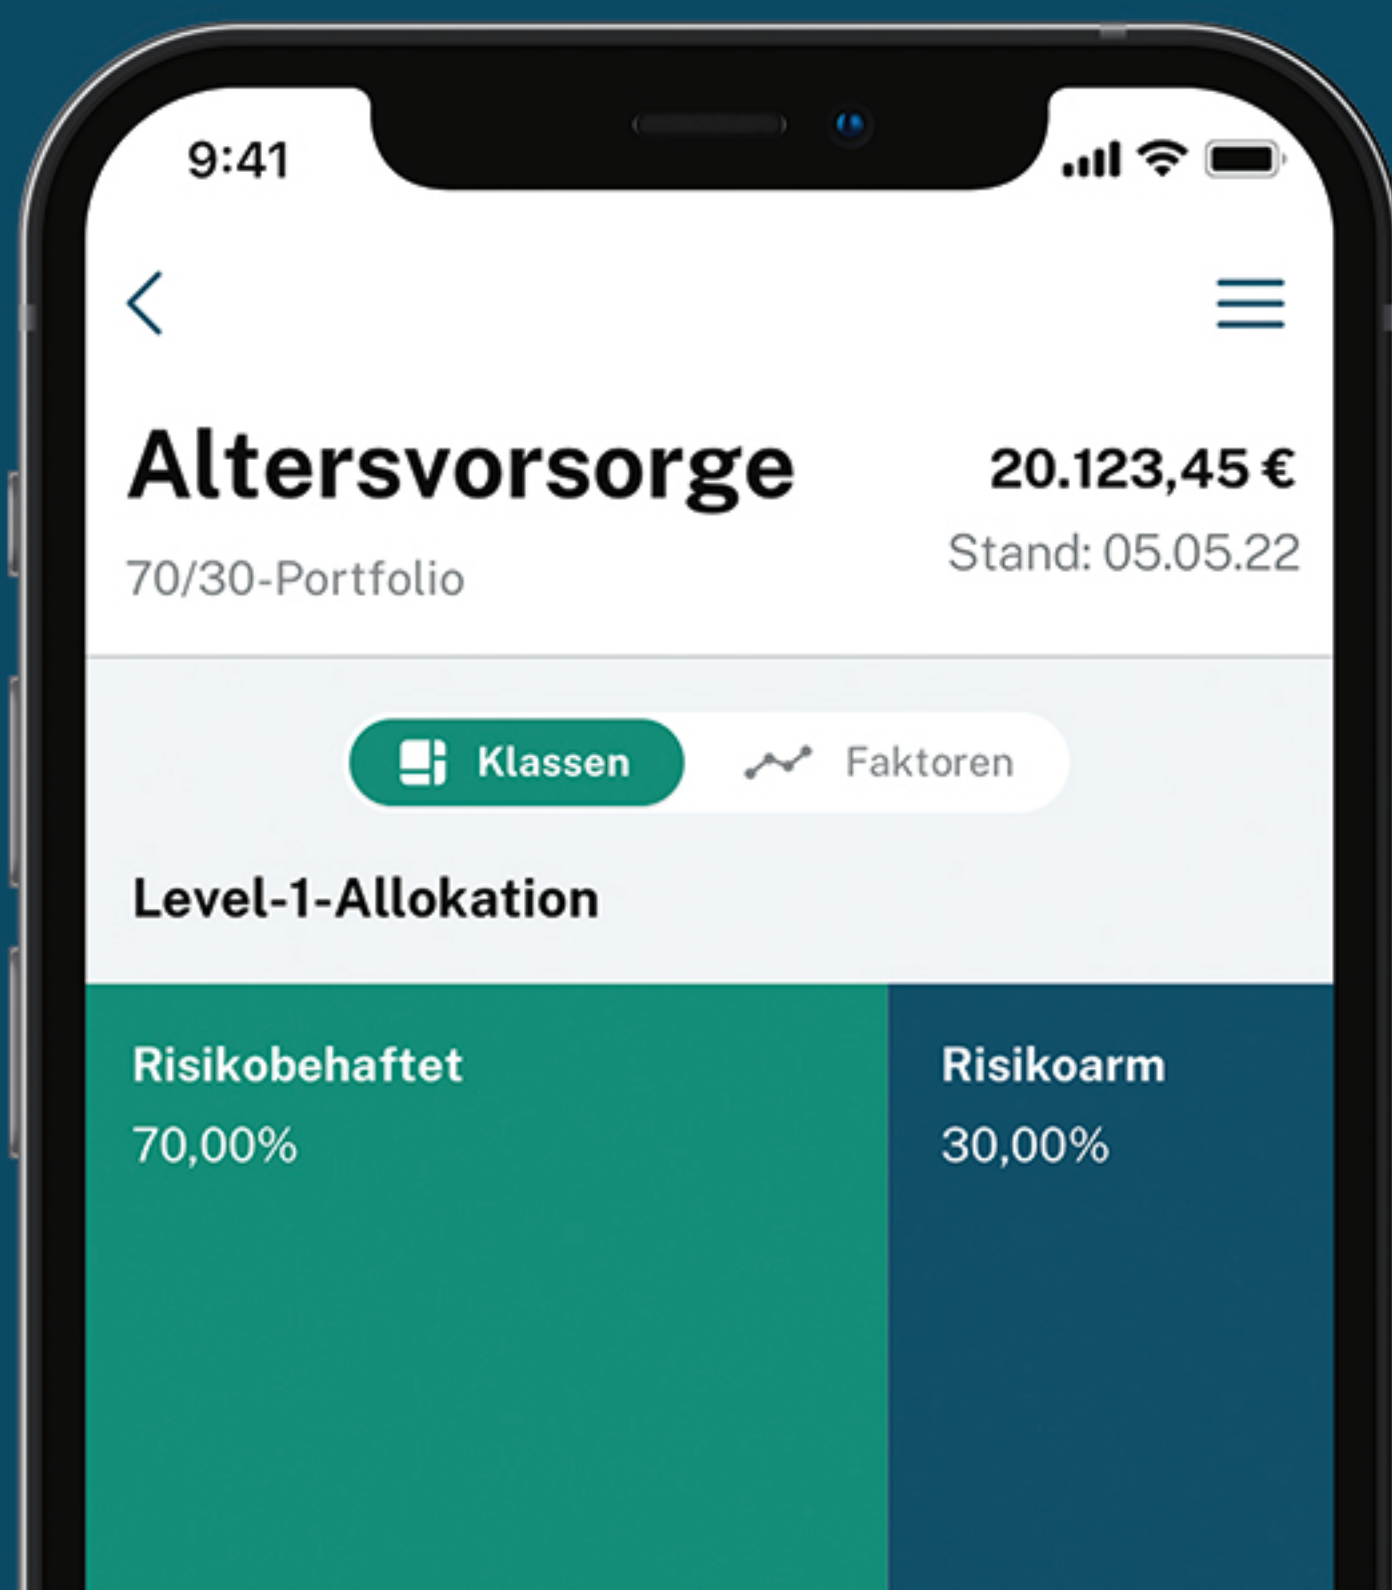 9:41
Altersvorsorge
20.123,45 €
70/30-Portfolio
Stand: 05.05.22
Klassen
Faktoren
Level-1-Allokation
Risikobehaftet
70,00%
Risikoarm
30,00%